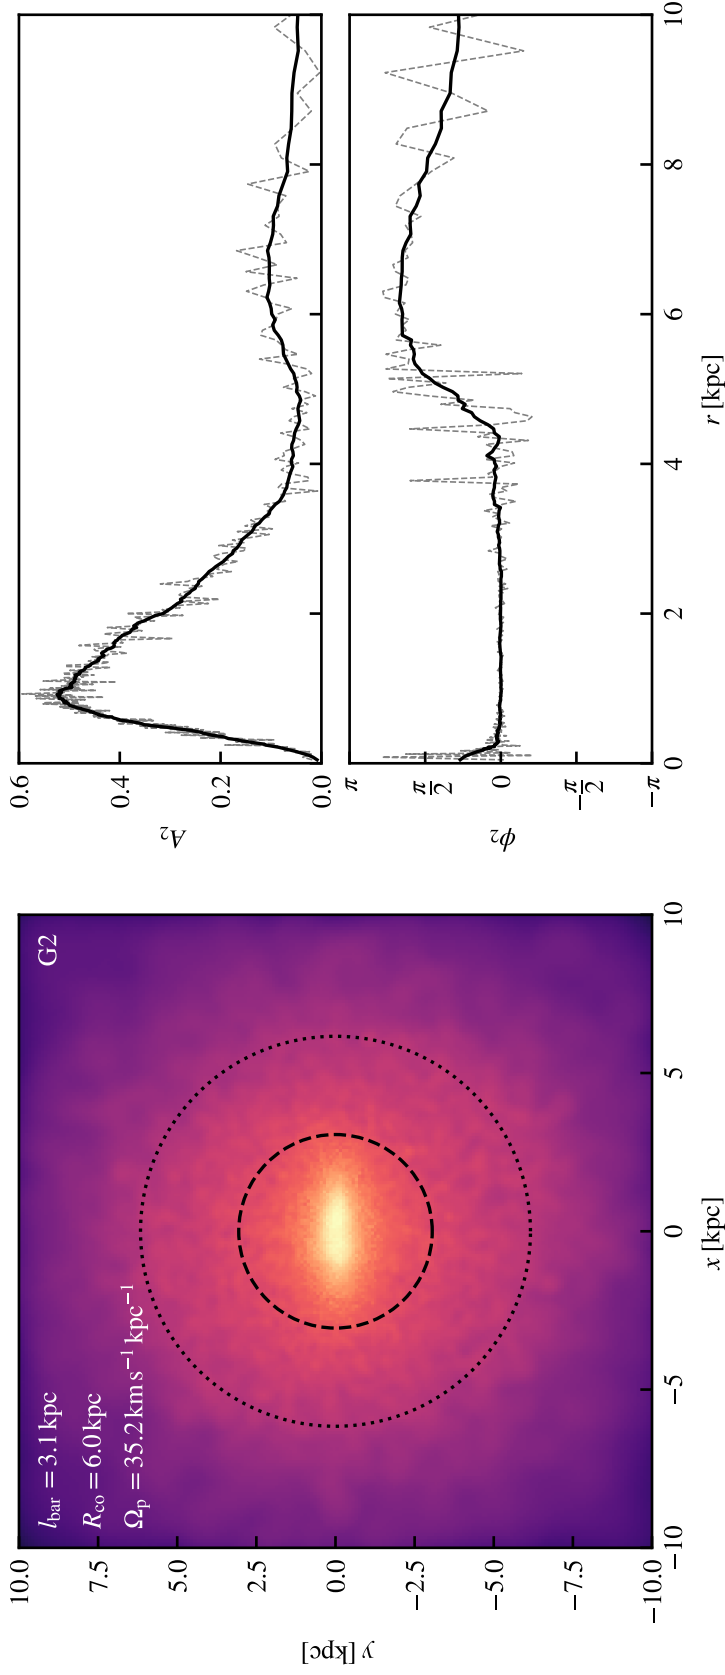 G2
l_bar = 3.1 kpc
R_co = 6.0 kpc
Ω_p = 35.2 km s⁻¹ kpc⁻¹
10.0
7.5
5.0
2.5
0.0
−2.5
−5.0
−7.5
−10.0
y [kpc]
−10
−5
0
5
10
x [kpc]
0.6
0.4
0.2
0.0
A₂
π
π/2
0
−π/2
−π
ϕ₂
0
2
4
6
8
10
r [kpc]